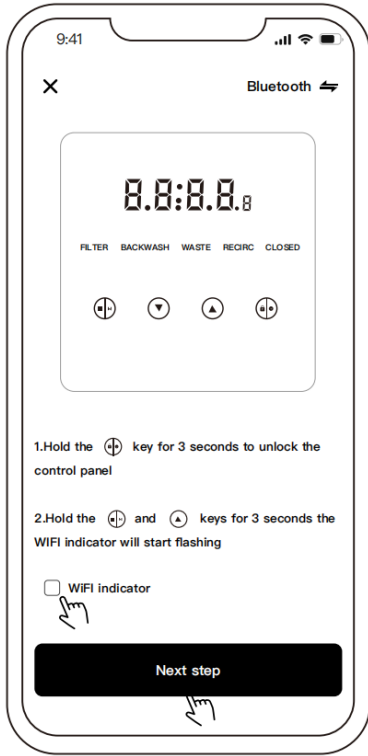 9:41
Bluetooth
8.8:8.8.8
FILTER BACKWASH WASTE RECIRC CLOSED
1.Hold the key for 3 seconds to unlock the
control panel
2.Hold the and keys for 3 seconds the
WIFI indicator will start flashing
WiFI indicator
Next step